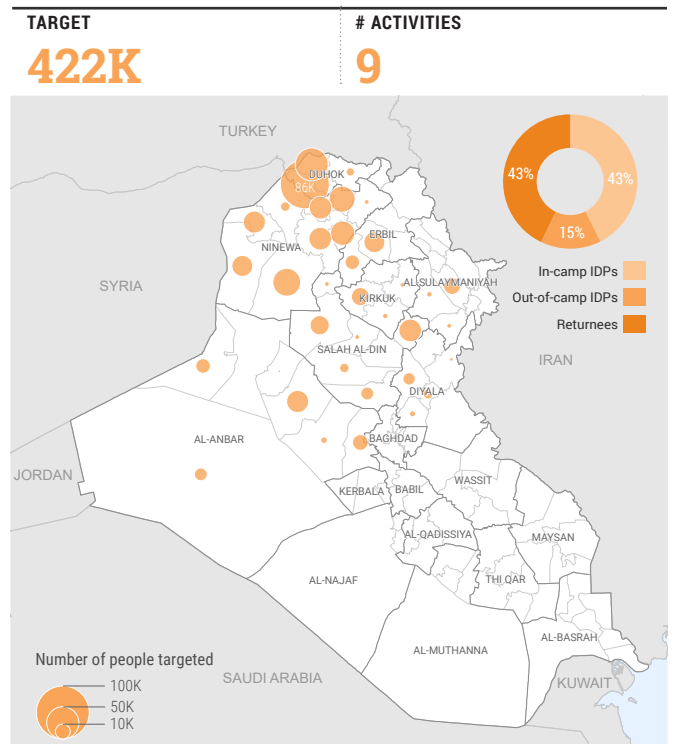 TARGET
# ACTIVITIES
422K
9
TURKEY
DUHOK
86K
43%
43%
15%
ERBIL
NINEWA
In-camp IDPs
SYRIA
AL-SULAYMANIYAH
Out-of-camp IDPs
KIRKUK
Returnees
SALAH AL-DIN
IRAN
DIYALA
AL-ANBAR
BAGHDAD
JORDAN
WASSIT
KERBALA
BABIL
AL-QADISSIYA
MAYSAN
AL-NAJAF
THI QAR
AL-BASRAH
AL-MUTHANNA
Number of people targeted
SAUDI ARABIA
KUWAIT
100K
50K
10K